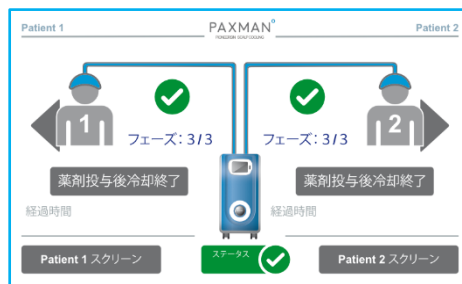 Patient 1
PAXMAN
PIONEERING SCALP COOLING
Patient 2
1
2
フェーズ: 3/3
フェーズ: 3/3
薬剤投与後冷却終了
薬剤投与後冷却終了
経過時間
経過時間
Patient 1 スクリーン
ステータス
Patient 2 スクリーン